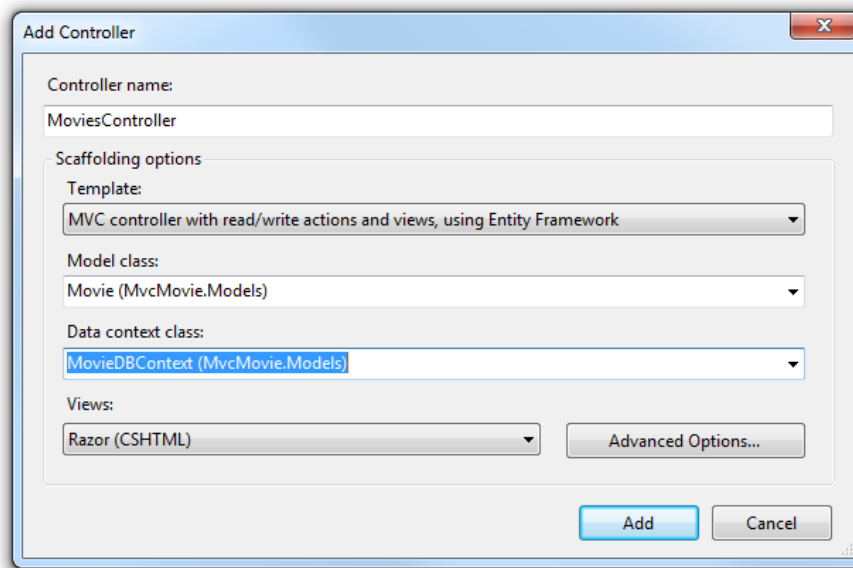 Add Controller
Controller name:
MoviesController
Scaffolding options
Template:
MVC controller with read/write actions and views, using Entity Framework
Model class:
Movie (MvcMovie.Models)
Data context class:
MovieDBContext (MvcMovie.Models)
Views:
Razor (CSHTML)
Advanced Options...
Add
Cancel